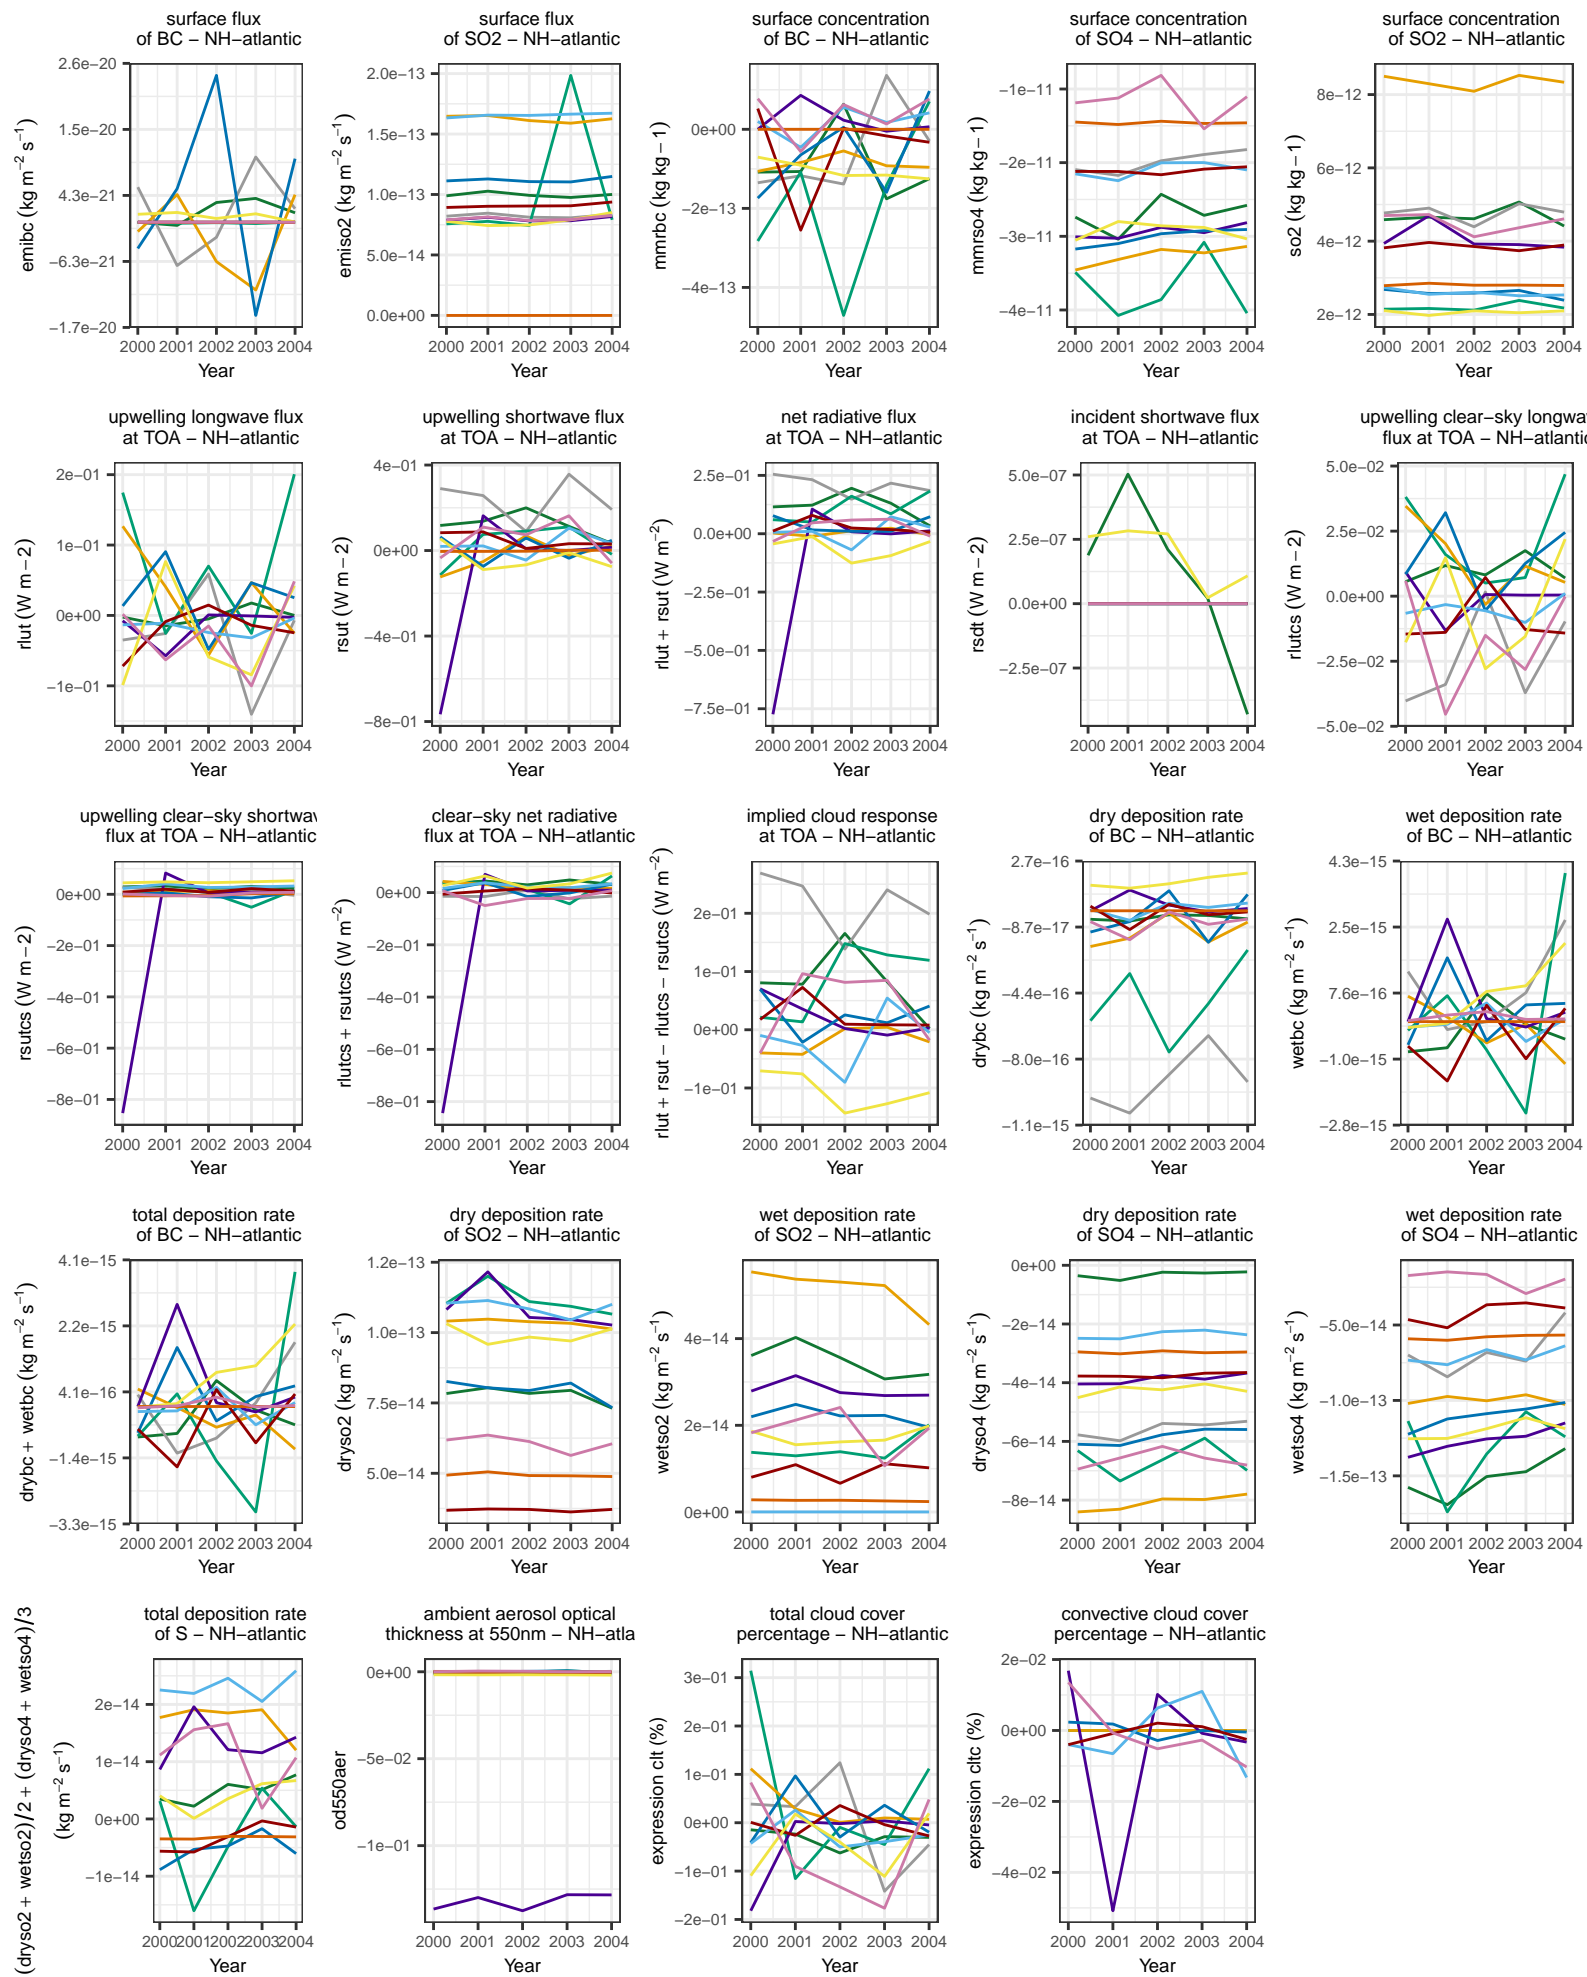 surface flux
of BC − NH−atlantic
2.6e−20
1.5e−20
4.3e−21
−6.3e−21
−1.7e−20
emibc (kg m−2 s−1)
2000 2001 2002 2003 2004
Year
surface flux
of SO2 − NH−atlantic
2.0e−13
1.5e−13
1.0e−13
5.0e−14
0.0e+00
emiso2 (kg m−2 s−1)
2000 2001 2002 2003 2004
Year
surface concentration
of BC − NH−atlantic
0e+00
−2e−13
−4e−13
mmrbc (kg kg−1)
2000 2001 2002 2003 2004
Year
surface concentration
of SO4 − NH−atlantic
−1e−11
−2e−11
−3e−11
−4e−11
mmrso4 (kg kg−1)
2000 2001 2002 2003 2004
Year
surface concentration
of SO2 − NH−atlantic
8e−12
6e−12
4e−12
2e−12
so2 (kg kg−1)
2000 2001 2002 2003 2004
Year
upwelling longwave flux
at TOA − NH−atlantic
2e−01
1e−01
0e+00
−1e−01
rlut (W m−2)
2000 2001 2002 2003 2004
Year
upwelling shortwave flux
at TOA − NH−atlantic
4e−01
0e+00
−4e−01
−8e−01
rsut (W m−2)
2000 2001 2002 2003 2004
Year
net radiative flux
at TOA − NH−atlantic
2.5e−01
0.0e+00
−2.5e−01
−5.0e−01
−7.5e−01
rlut + rsut (W m−2)
2000 2001 2002 2003 2004
Year
incident shortwave flux
at TOA − NH−atlantic
5.0e−07
2.5e−07
0.0e+00
−2.5e−07
rsdt (W m−2)
2000 2001 2002 2003 2004
Year
upwelling clear−sky longwa
flux at TOA − NH−atlantic
5.0e−02
2.5e−02
0.0e+00
−2.5e−02
−5.0e−02
rlutcs (W m−2)
2000 2001 2002 2003 2004
Year
upwelling clear−sky shortwav
flux at TOA − NH−atlantic
0e+00
−2e−01
−4e−01
−6e−01
−8e−01
rsutcs (W m−2)
2000 2001 2002 2003 2004
Year
clear−sky net radiative
flux at TOA − NH−atlantic
0e+00
−2e−01
−4e−01
−6e−01
−8e−01
rlutcs + rsutcs (W m−2)
2000 2001 2002 2003 2004
Year
implied cloud response
at TOA − NH−atlantic
2e−01
1e−01
0e+00
−1e−01
rlut + rsut − rlutcs − rsutcs (W m−2)
2000 2001 2002 2003 2004
Year
dry deposition rate
of BC − NH−atlantic
2.7e−16
−8.7e−17
−4.4e−16
−8.0e−16
−1.1e−15
drybc (kg m−2 s−1)
2000 2001 2002 2003 2004
Year
wet deposition rate
of BC − NH−atlantic
4.3e−15
2.5e−15
7.6e−16
−1.0e−15
−2.8e−15
wetbc (kg m−2 s−1)
2000 2001 2002 2003 2004
Year
total deposition rate
of BC − NH−atlantic
4.1e−15
2.2e−15
4.1e−16
−1.4e−15
−3.3e−15
drybc + wetbc (kg m−2 s−1)
2000 2001 2002 2003 2004
Year
dry deposition rate
of SO2 − NH−atlantic
1.2e−13
1.0e−13
7.5e−14
5.0e−14
dryso2 (kg m−2 s−1)
2000 2001 2002 2003 2004
Year
wet deposition rate
of SO2 − NH−atlantic
4e−14
2e−14
0e+00
wetso2 (kg m−2 s−1)
2000 2001 2002 2003 2004
Year
dry deposition rate
of SO4 − NH−atlantic
0e+00
−2e−14
−4e−14
−6e−14
−8e−14
dryso4 (kg m−2 s−1)
2000 2001 2002 2003 2004
Year
wet deposition rate
of SO4 − NH−atlantic
−5.0e−14
−1.0e−13
−1.5e−13
wetso4 (kg m−2 s−1)
2000 2001 2002 2003 2004
Year
total deposition rate
of S − NH−atlantic
2e−14
1e−14
0e+00
−1e−14
(dryso2 + wetso2)/2 + (dryso4 + wetso4)/3
(kg m−2 s−1)
2000 2001 2002 2003 2004
Year
ambient aerosol optical
thickness at 550nm − NH−atla
0e+00
−5e−02
−1e−01
od550aer
2000 2001 2002 2003 2004
Year
total cloud cover
percentage − NH−atlantic
3e−01
2e−01
1e−01
0e+00
−1e−01
−2e−01
expression clt (%)
2000 2001 2002 2003 2004
Year
convective cloud cover
percentage − NH−atlantic
2e−02
0e+00
−2e−02
−4e−02
expression cltc (%)
2000 2001 2002 2003 2004
Year